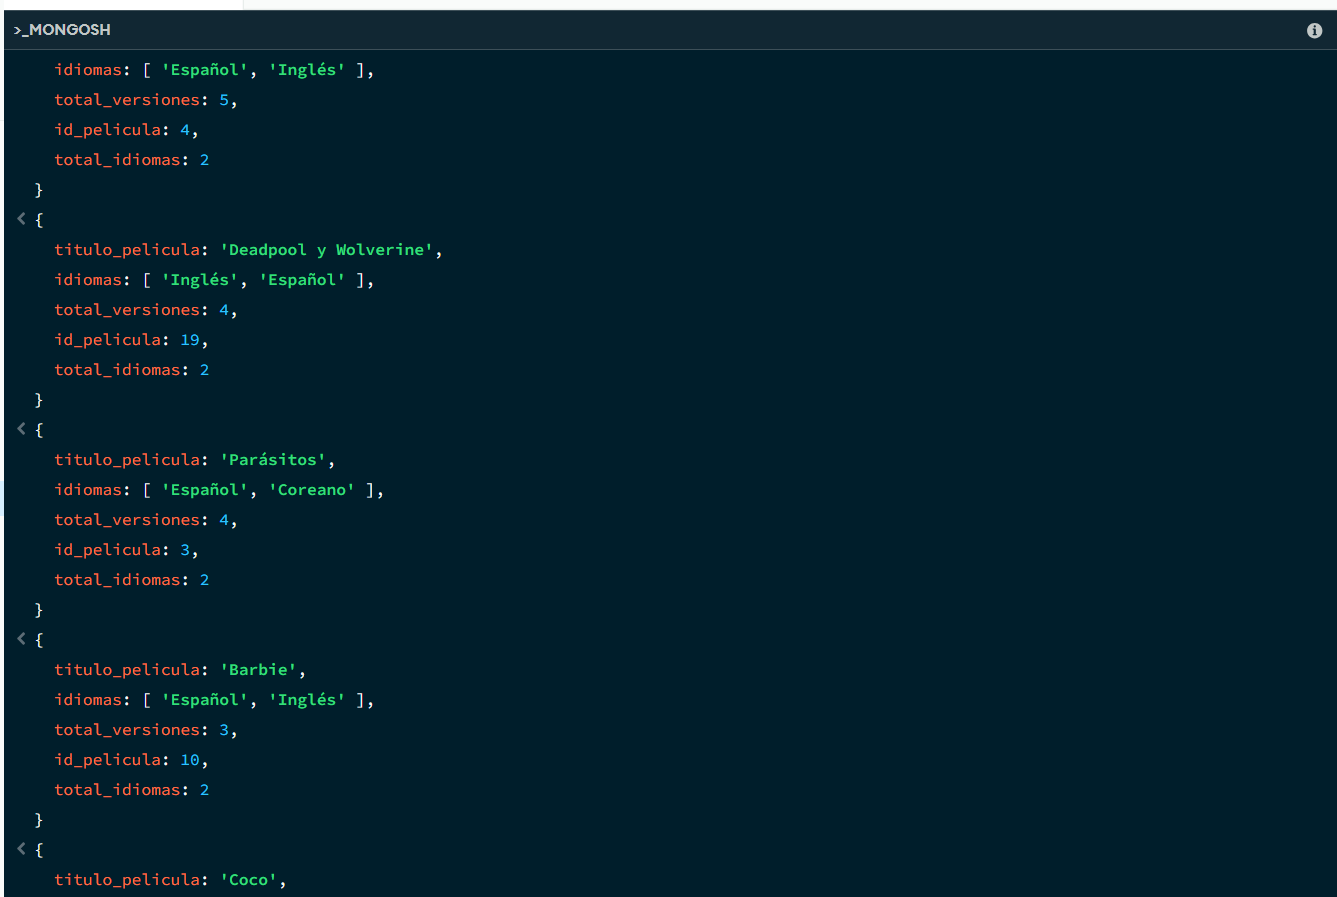 >_MONGOSH
idiomas: [ 'Español', 'Inglés' ],
total_versiones: 5,
id_pelicula: 4,
total_idiomas: 2
}
< {
titulo_pelicula: 'Deadpool y Wolverine',
idiomas: [ 'Inglés', 'Español' ],
total_versiones: 4,
id_pelicula: 19,
total_idiomas: 2
}
< {
titulo_pelicula: 'Parásitos',
idiomas: [ 'Español', 'Coreano' ],
total_versiones: 4,
id_pelicula: 3,
total_idiomas: 2
}
< {
titulo_pelicula: 'Barbie',
idiomas: [ 'Español', 'Inglés' ],
total_versiones: 3,
id_pelicula: 10,
total_idiomas: 2
}
< {
titulo_pelicula: 'Coco',